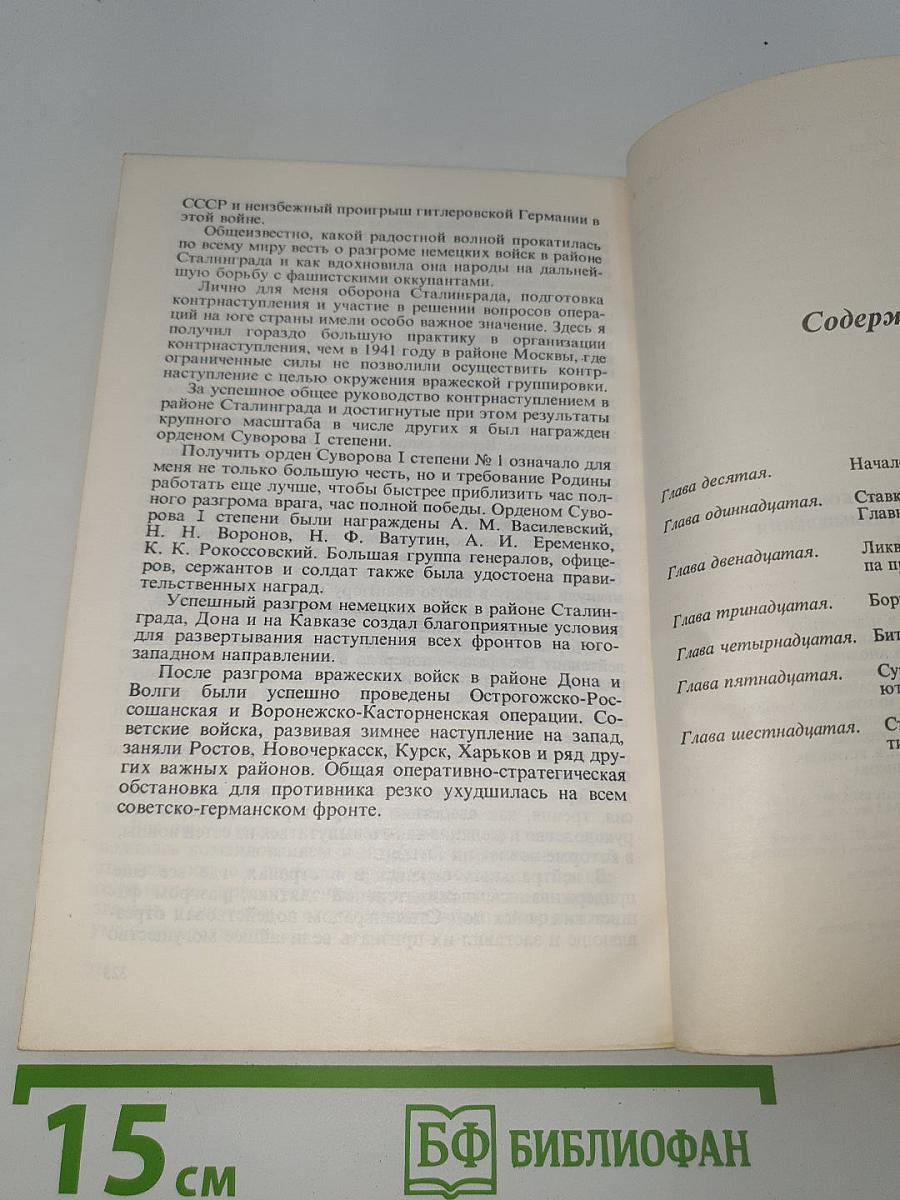 СССР и неизбежный проигрыш гитлеровской Германии в
этой войне.
Общеизвестно, какой радостной волной прокатилась
по всему миру весть о разгроме немецких войск в районе
Сталинграда и как вдохновила она народы на дальней-
шую борьбу с фашистскими оккупантами.
Лично для меня оборона Сталинграда, подготовка
контрнаступления и участие в решении вопросов опера-
ций на юге страны имели особо важное значение. Здесь я
получил гораздо большую практику в организации
контрнаступления, чем в 1941 году в районе Москвы, где
ограниченные силы не позволили осуществить контр-
наступление с целью окружения вражеской группировки.
За успешное общее руководство контрнаступлением в
районе Сталинграда и достигнутые при этом результаты
крупного масштаба в числе других я был награжден
орденом Суворова I степени.
Получить орден Суворова I степени № 1 означало для
меня не только большую честь, но и требование Родины
работать еще лучше, чтобы быстрее приблизить час пол-
ного разгрома врага, час полной победы. Орденом Суво-
рова I степени были награждены А. М. Василевский,
Н. Н. Воронов, Н. Ф. Ватутин, А. И. Еременко,
К. К. Рокоссовский. Большая группа генералов, офице-
ров, сержантов и солдат также была удостоена прави-
тельственных наград.
Успешный разгром немецких войск в районе Сталин-
града, Дона и на Кавказе создал благоприятные условия
для развертывания наступления всех фронтов на юго-
западном направлении.
После разгрома вражеских войск в районе Дона и
Волги были успешно проведены Острогожско-Рос-
сошанская и Воронежско-Касторненская операции. Со-
ветские войска, развивая зимнее наступление на запад,
заняли Ростов, Новочеркасск, Курск, Харьков и ряд дру-
гих важных районов. Общая оперативно-стратегическая
обстановка для противника резко ухудшилась на всем
советско-германском фронте.
Содерж
Глава десятая. Начал
Глава одиннадцатая. Ставк
Главн
Глава двенадцатая. Ликв
па пр
Глава тринадцатая. Бор
Глава четырнадцатая. Бит
Глава пятнадцатая. Су
ют
Глава шестнадцатая. С
ти
15 см
БФ БИБЛИОФАН